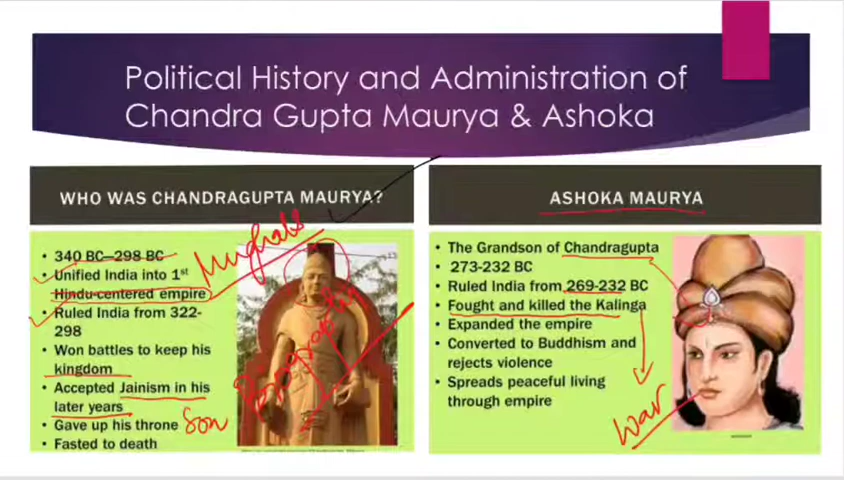 Political History and Administration of
Chandra Gupta Maurya & Ashoka
WHO WAS CHANDRAGUPTA MAURYA?
• 340 BC—298 BC
• Unified India into 1st
Hindu-centered empire
• Ruled India from 322-
298
• Won battles to keep his
kingdom
• Accepted Jainism in his
later years
• Gave up his throne
• Fasted to death
Mughals
Son
ASHOKA MAURYA
• The Grandson of Chandragupta
• 273-232 BC
• Ruled India from 269-232 BC
• Fought and killed the Kalinga
• Expanded the empire
• Converted to Buddhism and
rejects violence
• Spreads peaceful living
through empire
War